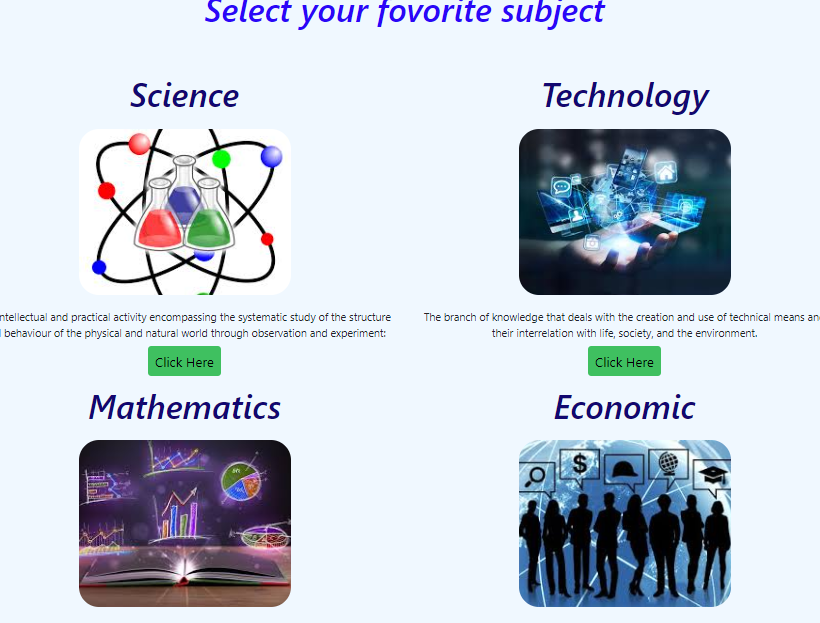 Select your fovorite subject
Science
Technology
ntellectual and practical activity encompassing the systematic study of the structure
behaviour of the physical and natural world through observation and experiment:
The branch of knowledge that deals with the creation and use of technical means an
their interrelation with life, society, and the environment.
Click Here
Click Here
Mathematics
Economic
$